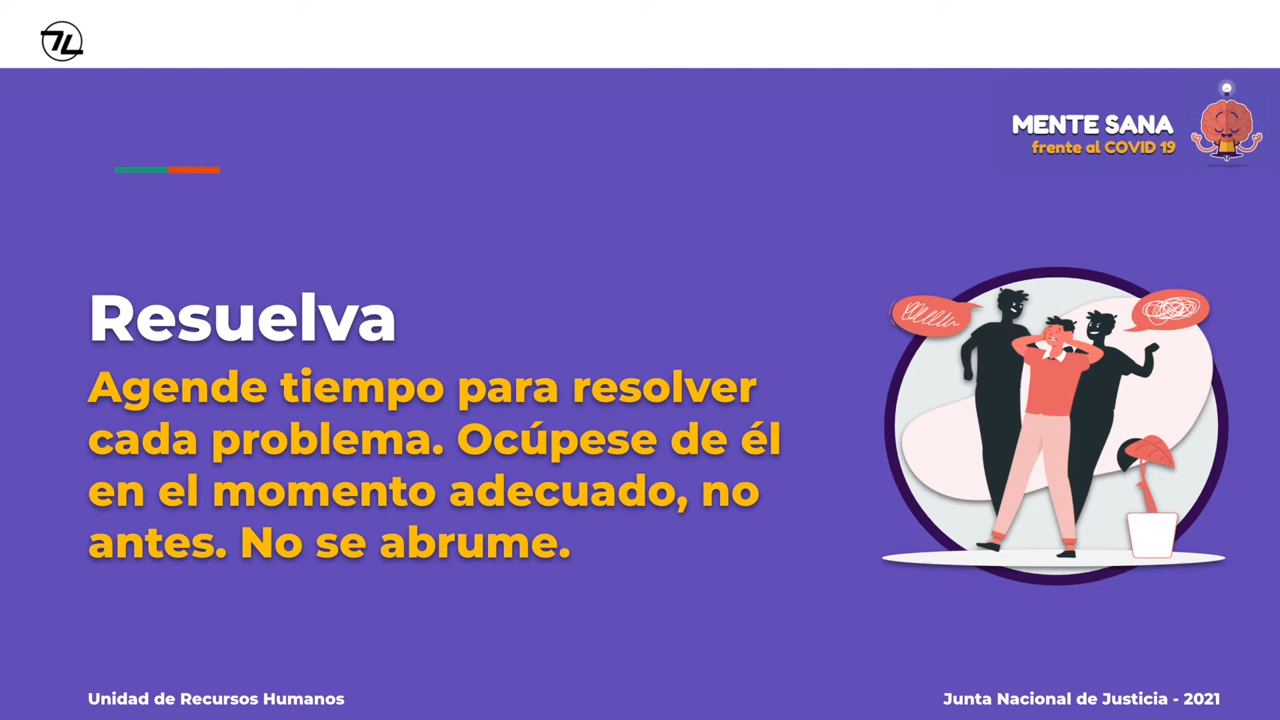 MENTE SANA
frente al COVID 19
Resuelva
Agende tiempo para resolver
cada problema. Ocúpese de él
en el momento adecuado, no
antes. No se abrume.
Unidad de Recursos Humanos
Junta Nacional de Justicia - 2021